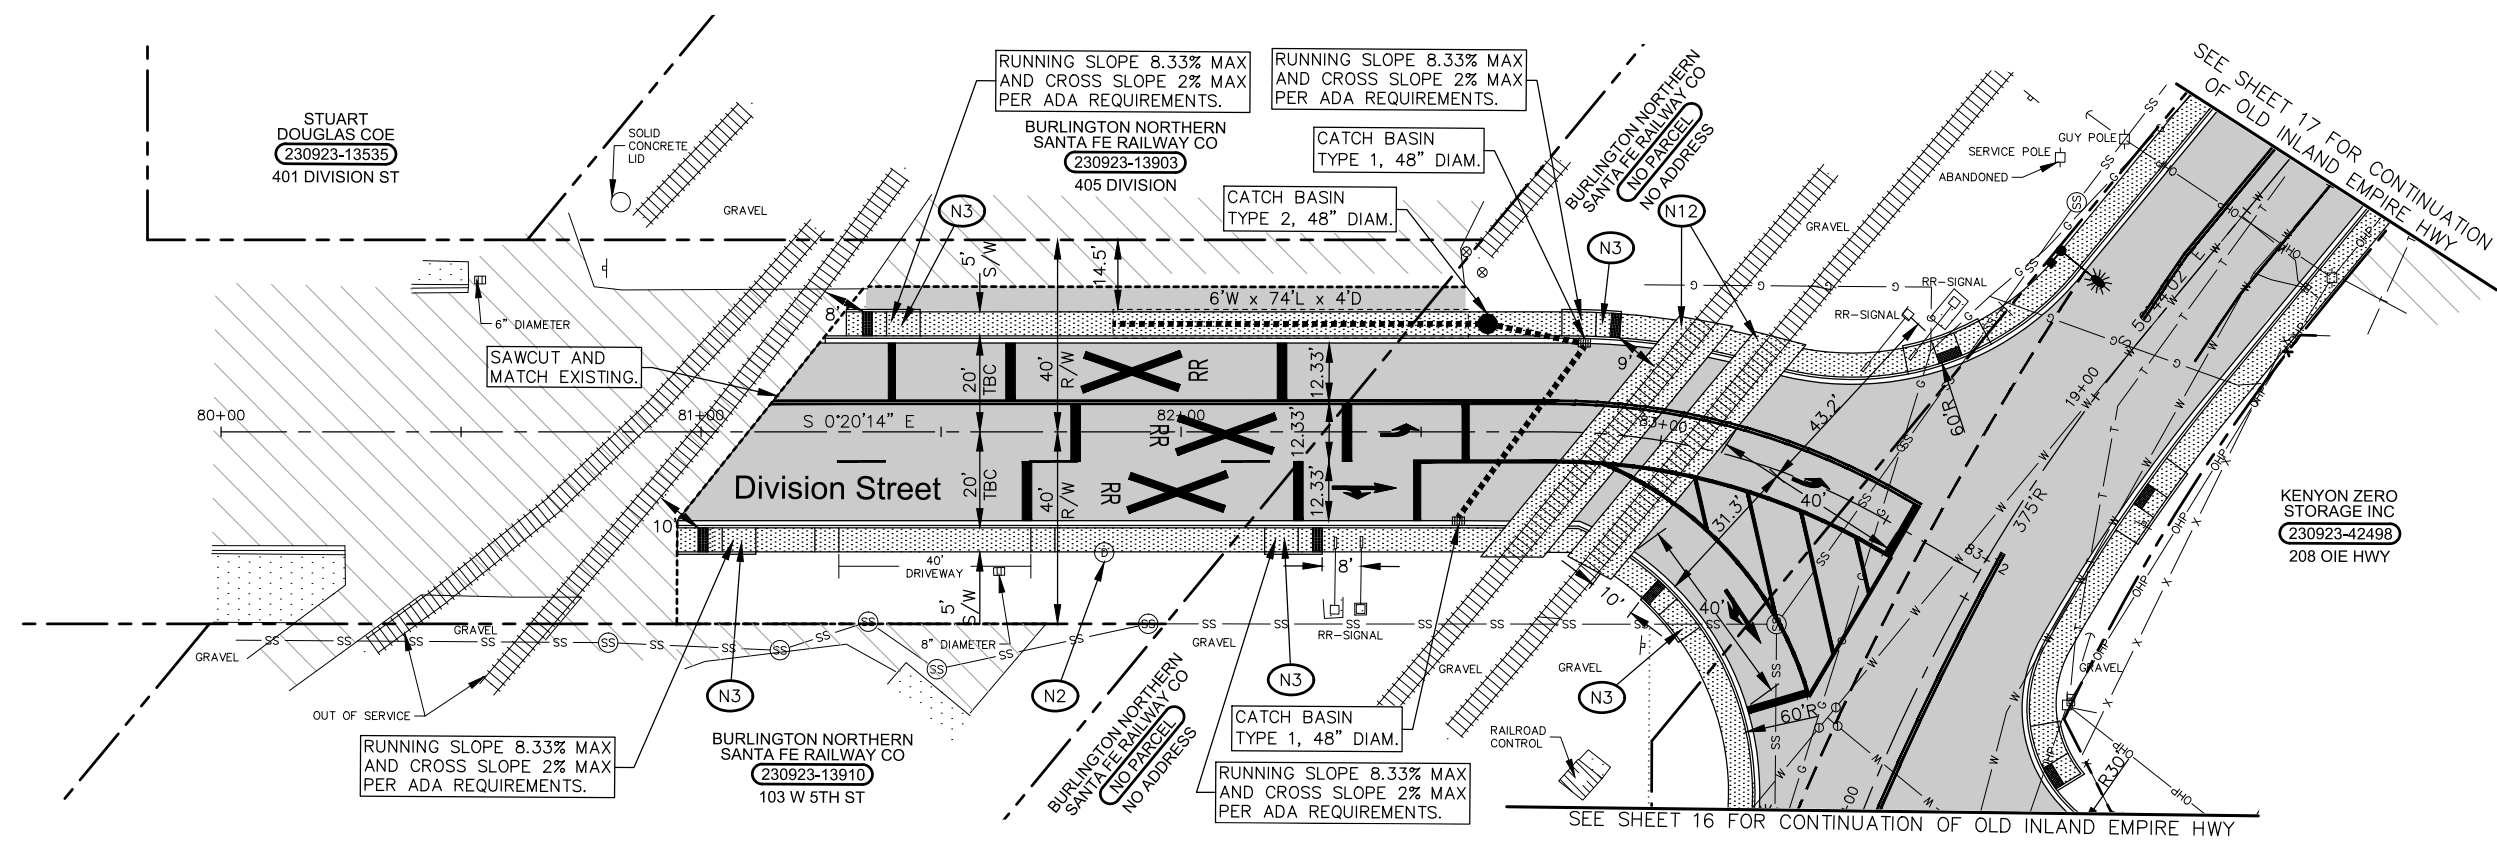 STUART
DOUGLAS COE
230923-13535
401 DIVISION ST
SOLID
CONCRETE
LID
GRAVEL
6" DIAMETER
SAWCUT AND
MATCH EXISTING.
RUNNING SLOPE 8.33% MAX
AND CROSS SLOPE 2% MAX
PER ADA REQUIREMENTS.
BURLINGTON NORTHERN
SANTA FE RAILWAY CO
230923-13903
405 DIVISION
N3
RUNNING SLOPE 8.33% MAX
AND CROSS SLOPE 2% MAX
PER ADA REQUIREMENTS.
CATCH BASIN
TYPE 1, 48" DIAM.
CATCH BASIN
TYPE 2, 48" DIAM.
BURLINGTON NORTHERN
SANTA FE RAILWAY CO
NO PARCEL
NO ADDRESS
N12
N3
GRAVEL
SEE SHEET 17 FOR CONTINUATION
OF OLD INLAND EMPIRE HWY
GUY POLE
SERVICE POLE
ABANDONED
RR-SIGNAL
RR-SIGNAL
5'
S/W
14.5'
6'W x 74'L x 4'D
8'
9'
20'
TBC
40'
R/W
12.33'
12.33'
12.33'
RR
RR
RR
80+00
81+00
82+00
83+00
S 0°20'14" E
Division Street
20'
TBC
40'
R/W
10'
40'
DRIVEWAY
5'
S/W
D
8'
8" DIAMETER
RR-SIGNAL
GRAVEL
GRAVEL
GRAVEL
OUT OF SERVICE
N3
N2
N3
N3
43.2'
31.3'
40'
40'
10'
60'R
60'R
375'R
19+00
R30'
GRAVEL
GRAVEL
GRAVEL
RAILROAD
CONTROL
KENYON ZERO
STORAGE INC
230923-42498
208 OIE HWY
RUNNING SLOPE 8.33% MAX
AND CROSS SLOPE 2% MAX
PER ADA REQUIREMENTS.
BURLINGTON NORTHERN
SANTA FE RAILWAY CO
230923-13910
103 W 5TH ST
BURLINGTON NORTHERN
SANTA FE RAILWAY CO
NO PARCEL
NO ADDRESS
CATCH BASIN
TYPE 1, 48" DIAM.
RUNNING SLOPE 8.33% MAX
AND CROSS SLOPE 2% MAX
PER ADA REQUIREMENTS.
SEE SHEET 16 FOR CONTINUATION OF OLD INLAND EMPIRE HWY